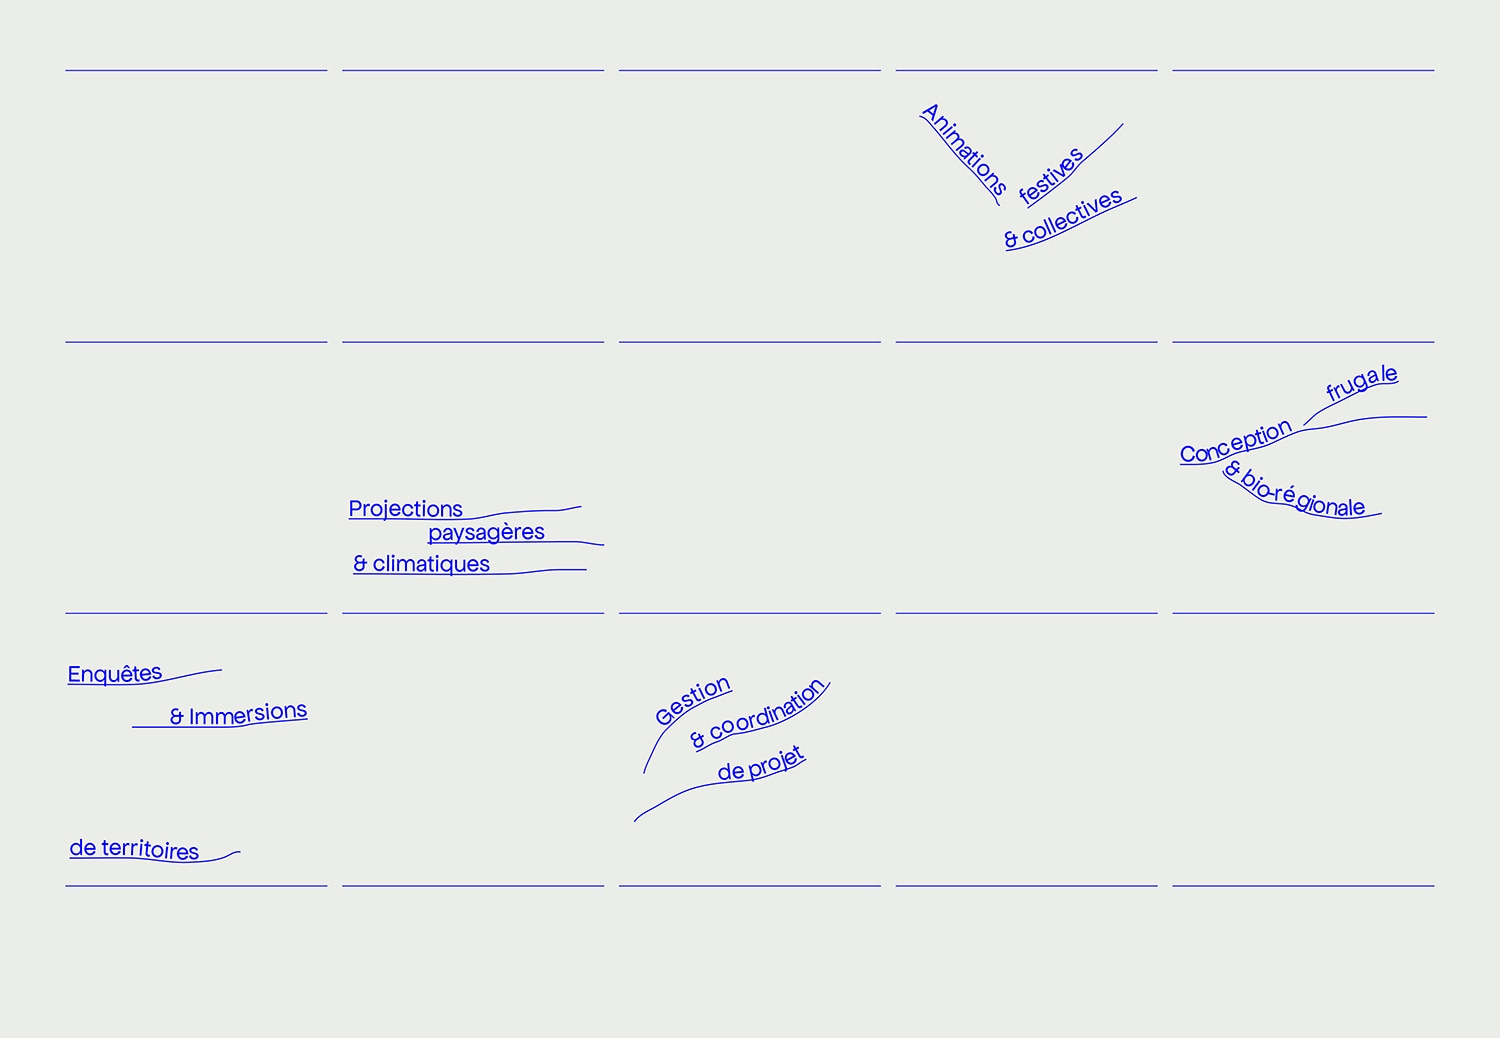 Animations
festives
& collectives
Conception
frugale
& bio-régionale
Projections
paysagères
& climatiques
Enquêtes
& Immersions
de territoires
Gestion
& coordination
de projet